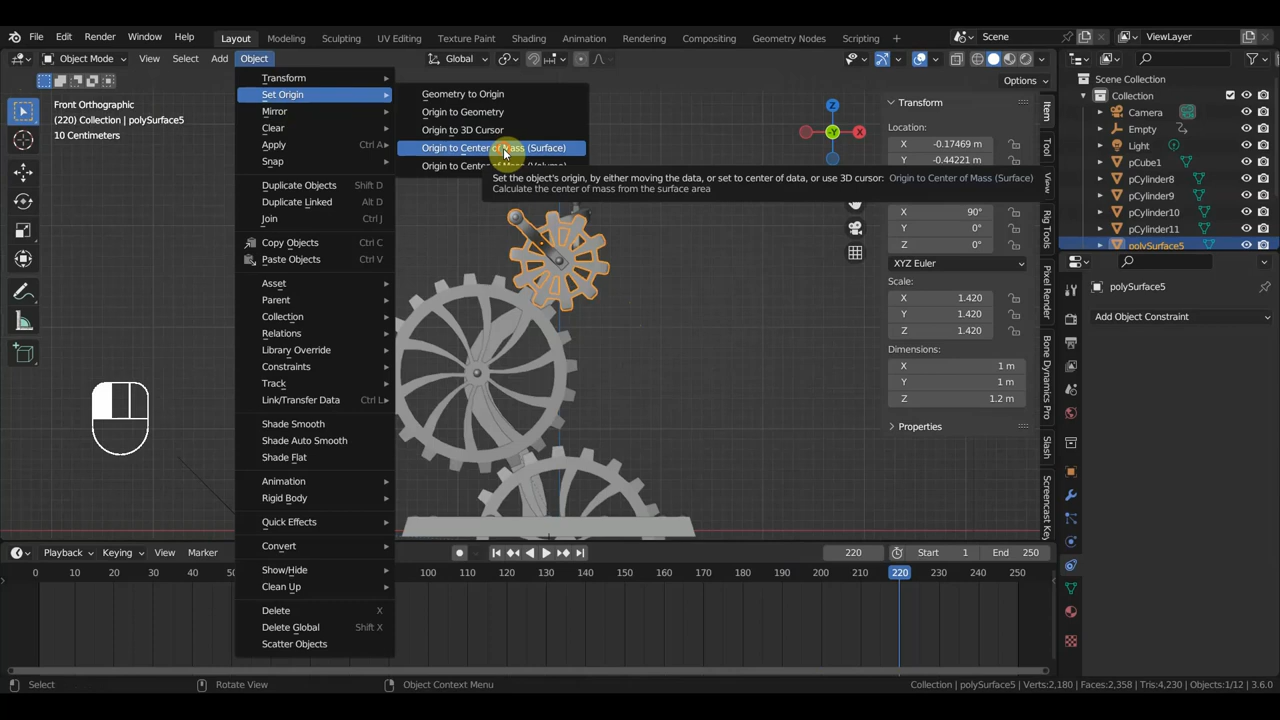 File Edit Render Window Help Layout Modeling Sculpting UV Editing Texture Paint Shading Animation Rendering Compositing Geometry Nodes Scripting + Scene ViewLayer
Object Mode View Select Add Object Global
Options
Front Orthographic
(220) Collection | polySurface5
10 Centimeters
Transform
Set Origin
Mirror
Clear
Apply Ctrl A
Snap
Duplicate Objects Shift D
Duplicate Linked Alt D
Join Ctrl J
Copy Objects Ctrl C
Paste Objects Ctrl V
Asset
Parent
Collection
Relations
Library Override
Constraints
Track
Link/Transfer Data Ctrl L
Shade Smooth
Shade Auto Smooth
Shade Flat
Animation
Rigid Body
Quick Effects
Convert
Show/Hide
Clean Up
Delete X
Delete Global Shift X
Scatter Objects
Geometry to Origin
Origin to Geometry
Origin to 3D Cursor
Origin to Center of Mass (Surface)
Set the object's origin, by either moving the data, or set to center of data, or use 3D cursor: Origin to Center of Mass (Surface)
Calculate the center of mass from the surface area
Z
-Y
X
Transform
Location:
X -0.17469 m
Y -0.44221 m
X 90°
Y 0°
Z 0°
XYZ Euler
Scale:
X 1.420
Y 1.420
Z 1.420
Dimensions:
X 1 m
Y 1 m
Z 1.2 m
Properties
Item
Tool
View
Rig Tools
Pixel Render
Bone Dynamics Pro
Slash
Screencast Key
Scene Collection
Collection
Camera
Empty
Light
pCube1
pCylinder8
pCylinder9
pCylinder10
pCylinder11
polySurface5
polySurface5
Add Object Constraint
Playback Keying View Marker 220 Start 1 End 250
0 10 100 110 120 130 140 150 160 170 180 190 200 210 220 230 240 250
Select Rotate View Object Context Menu Collection | polySurface5 | Verts:2,180 | Faces:2,358 | Tris:4,230 | Objects:1/12 | 3.6.0